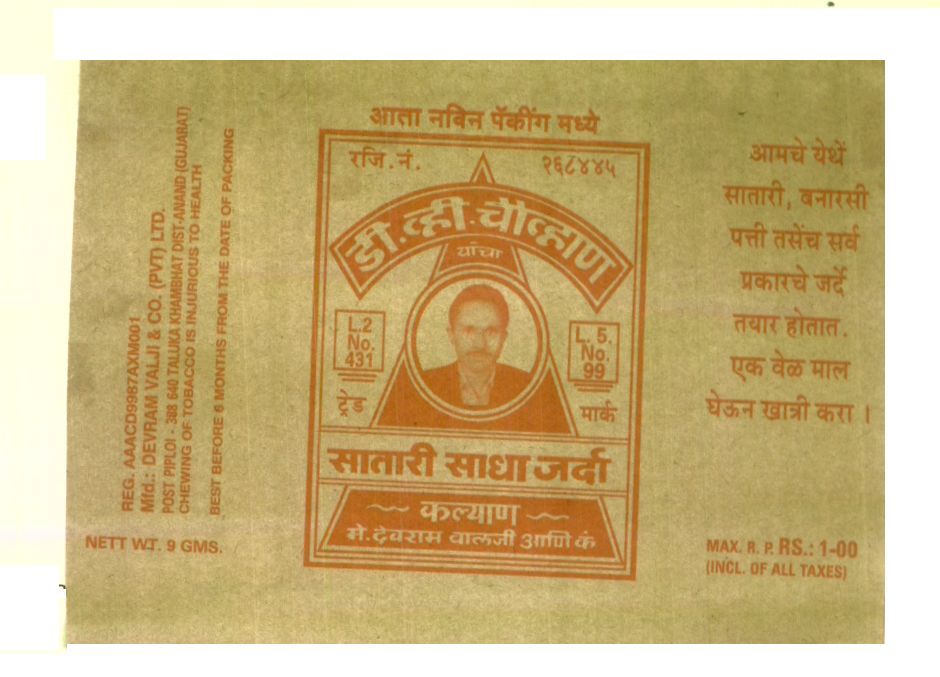 REG. AAACD9987AXM001
Mfd.: DEVRAM VALJI & CO. (PVT) LTD.
POST PIPLOI - 388 640 TALUKA KHAMBHAT DIST-ANAND (GUJARAT)
CHEWING OF TOBACCO IS INJURIOUS TO HEALTH
BEST BEFORE 6 MONTHS FROM THE DATE OF PACKING
NETT WT. 9 GMS.
आता नविन पॅकींग मध्ये
रजि. नं. २६८४४५
डी. व्ही. चौव्हाण
यांचा
L.2
No.
431
L. 5.
No.
99
ट्रेड
मार्क
सातारी साधा जर्दा
कल्याण
मे. देवराम वालजी आणि कं
आमचे येथें
सातारी, बनारसी
पत्ती तसेंच सर्व
प्रकारचे जर्दे
तयार होतात.
एक वेळ माल
घेऊन खात्री करा ।
MAX. R. P. RS.: 1-00
(INCL. OF ALL TAXES)